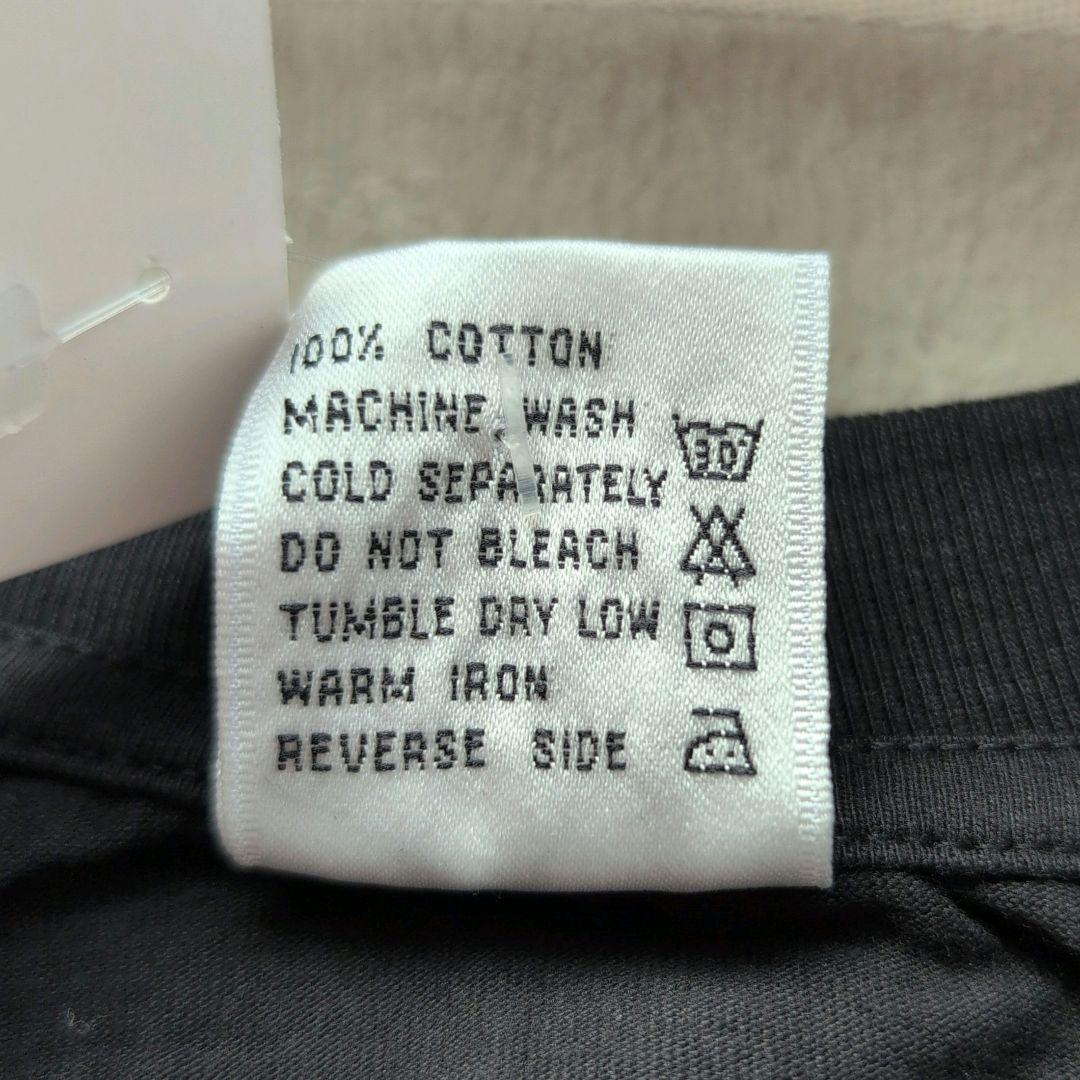 100% COTTON
MACHINE WASH
COLD SEPARATELY
DO NOT BLEACH
TUMBLE DRY LOW
WARM IRON
REVERSE SIDE
30°